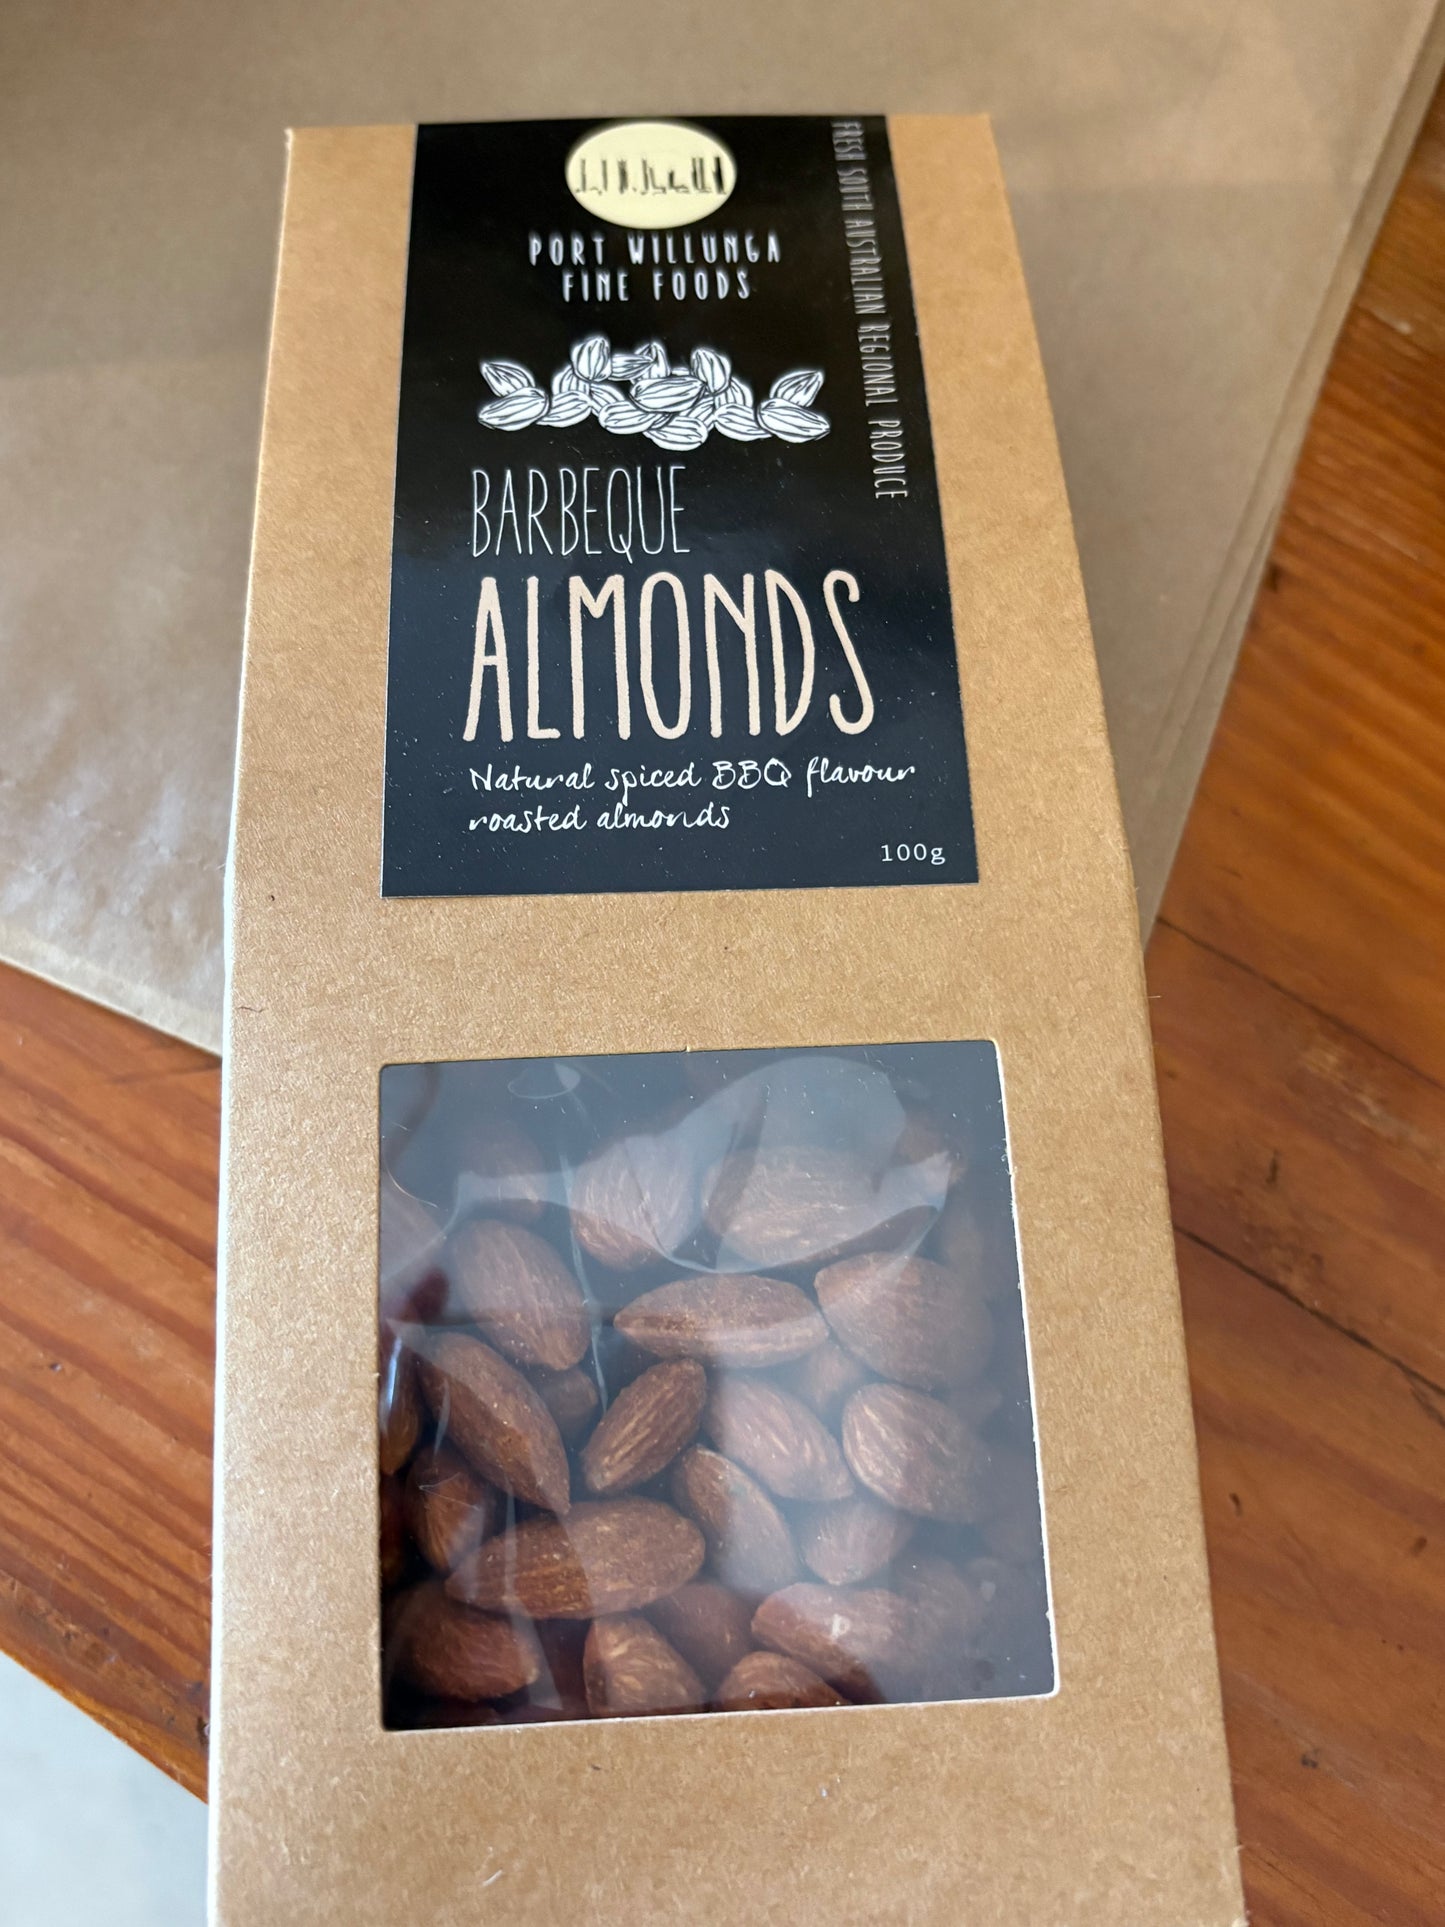 PORT WILLUNGA
FINE FOODS
FRESH SOUTH AUSTRALIAN REGIONAL PRODUCE
BARBEQUE
ALMONDS
Natural spiced BBQ flavour
roasted almonds
100g